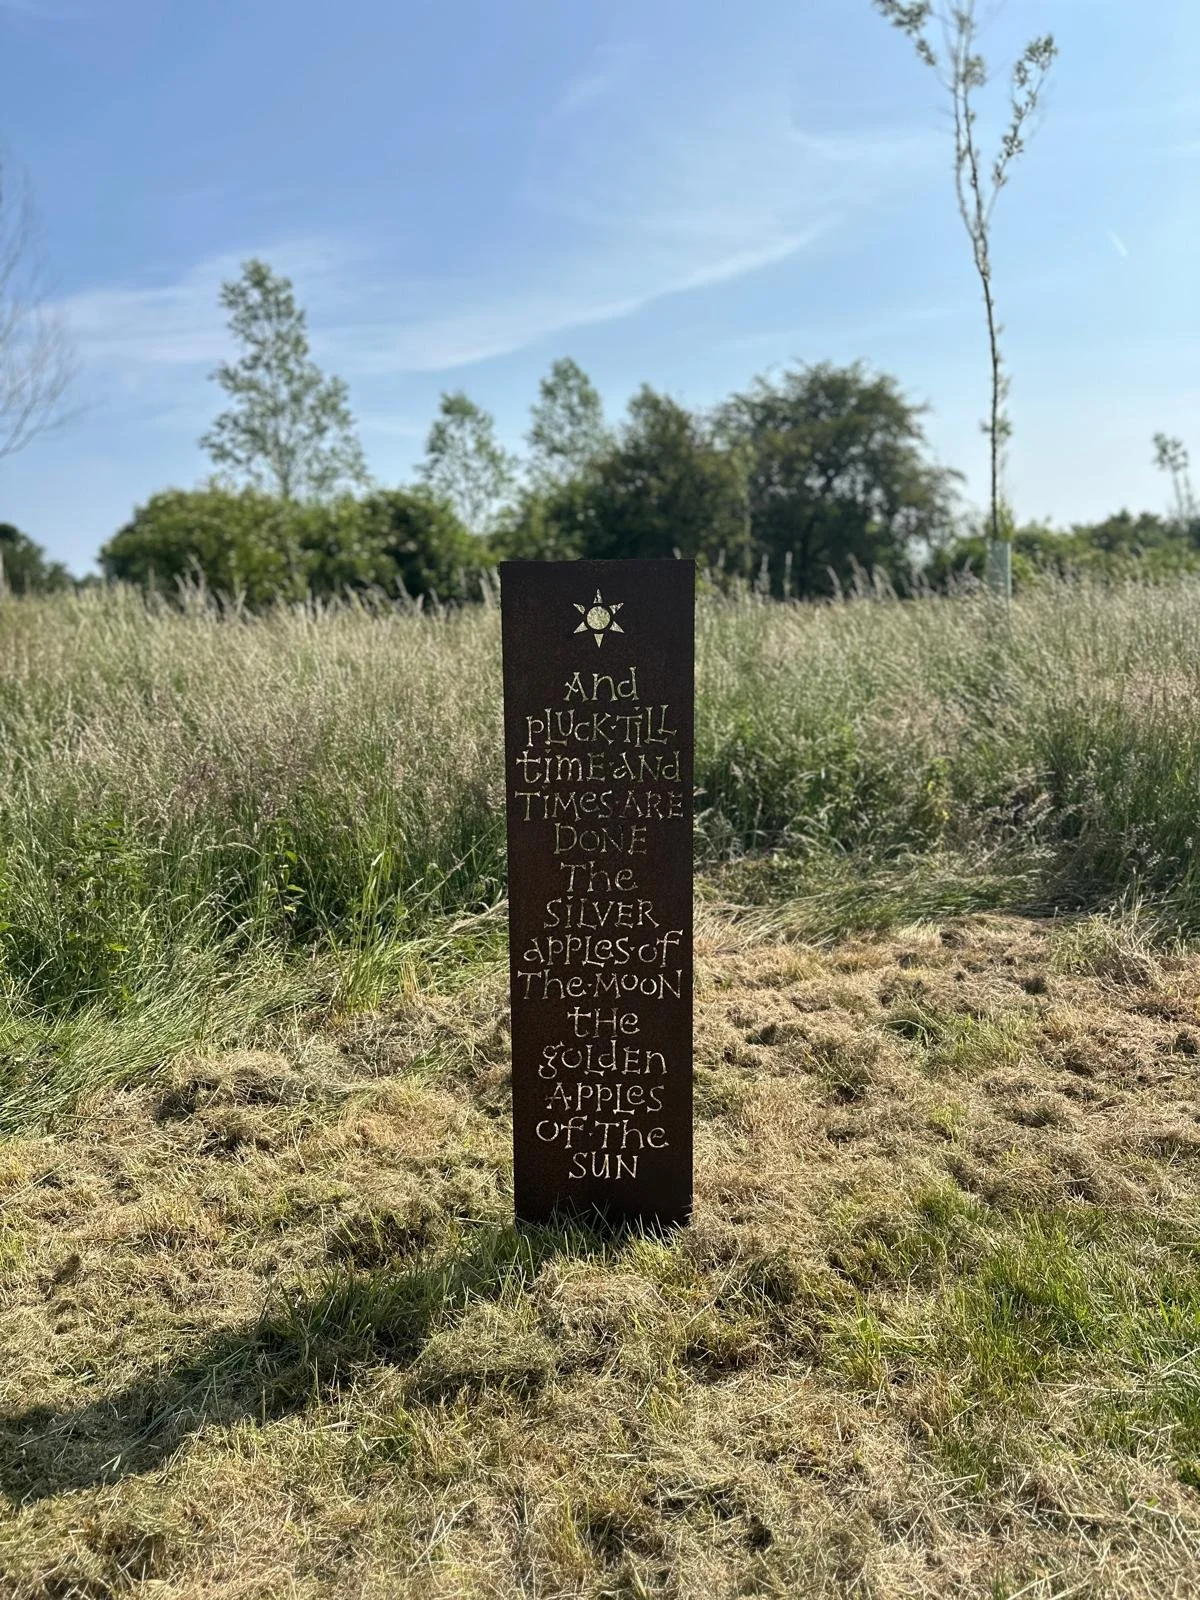 And
pLUCK·TiLL
timE·ANd
TIMES·ARE
DONE
The
SiLVER
APPLES·OF
The·MOON
tHe
gOLdEN
APPLES
OF·The
SUN